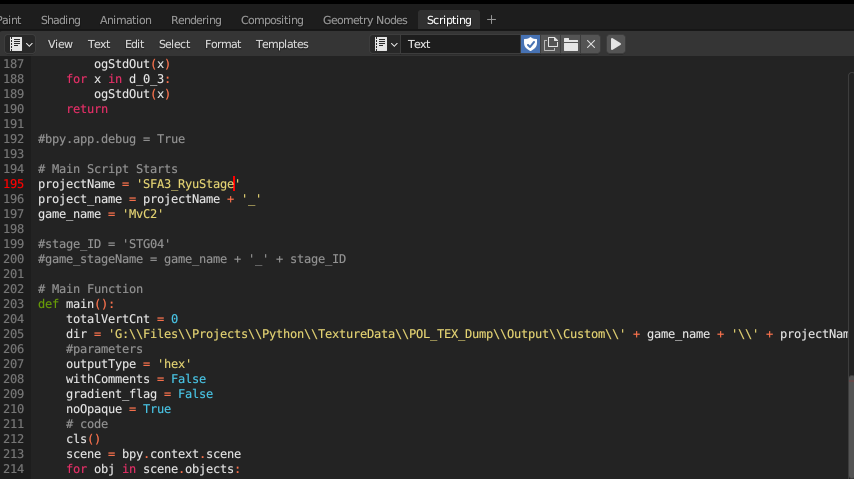 Paint Shading Animation Rendering Compositing Geometry Nodes Scripting +
View Text Edit Select Format Templates Text
187         ogStdOut(x)
188     for x in d_0_3:
189         ogStdOut(x)
190     return
191
192 #bpy.app.debug = True
193
194 # Main Script Starts
195 projectName = 'SFA3_RyuStage'
196 project_name = projectName + '_'
197 game_name = 'MvC2'
198
199 #stage_ID = 'STG04'
200 #game_stageName = game_name + '_' + stage_ID
201
202 # Main Function
203 def main():
204     totalVertCnt = 0
205     dir = 'G:\\Files\\Projects\\Python\\TextureData\\POL_TEX_Dump\\Output\\Custom\\' + game_name + '\\' + projectNam
206     #parameters
207     outputType = 'hex'
208     withComments = False
209     gradient_flag = False
210     noOpaque = True
211     # code
212     cls()
213     scene = bpy.context.scene
214     for obj in scene.objects: